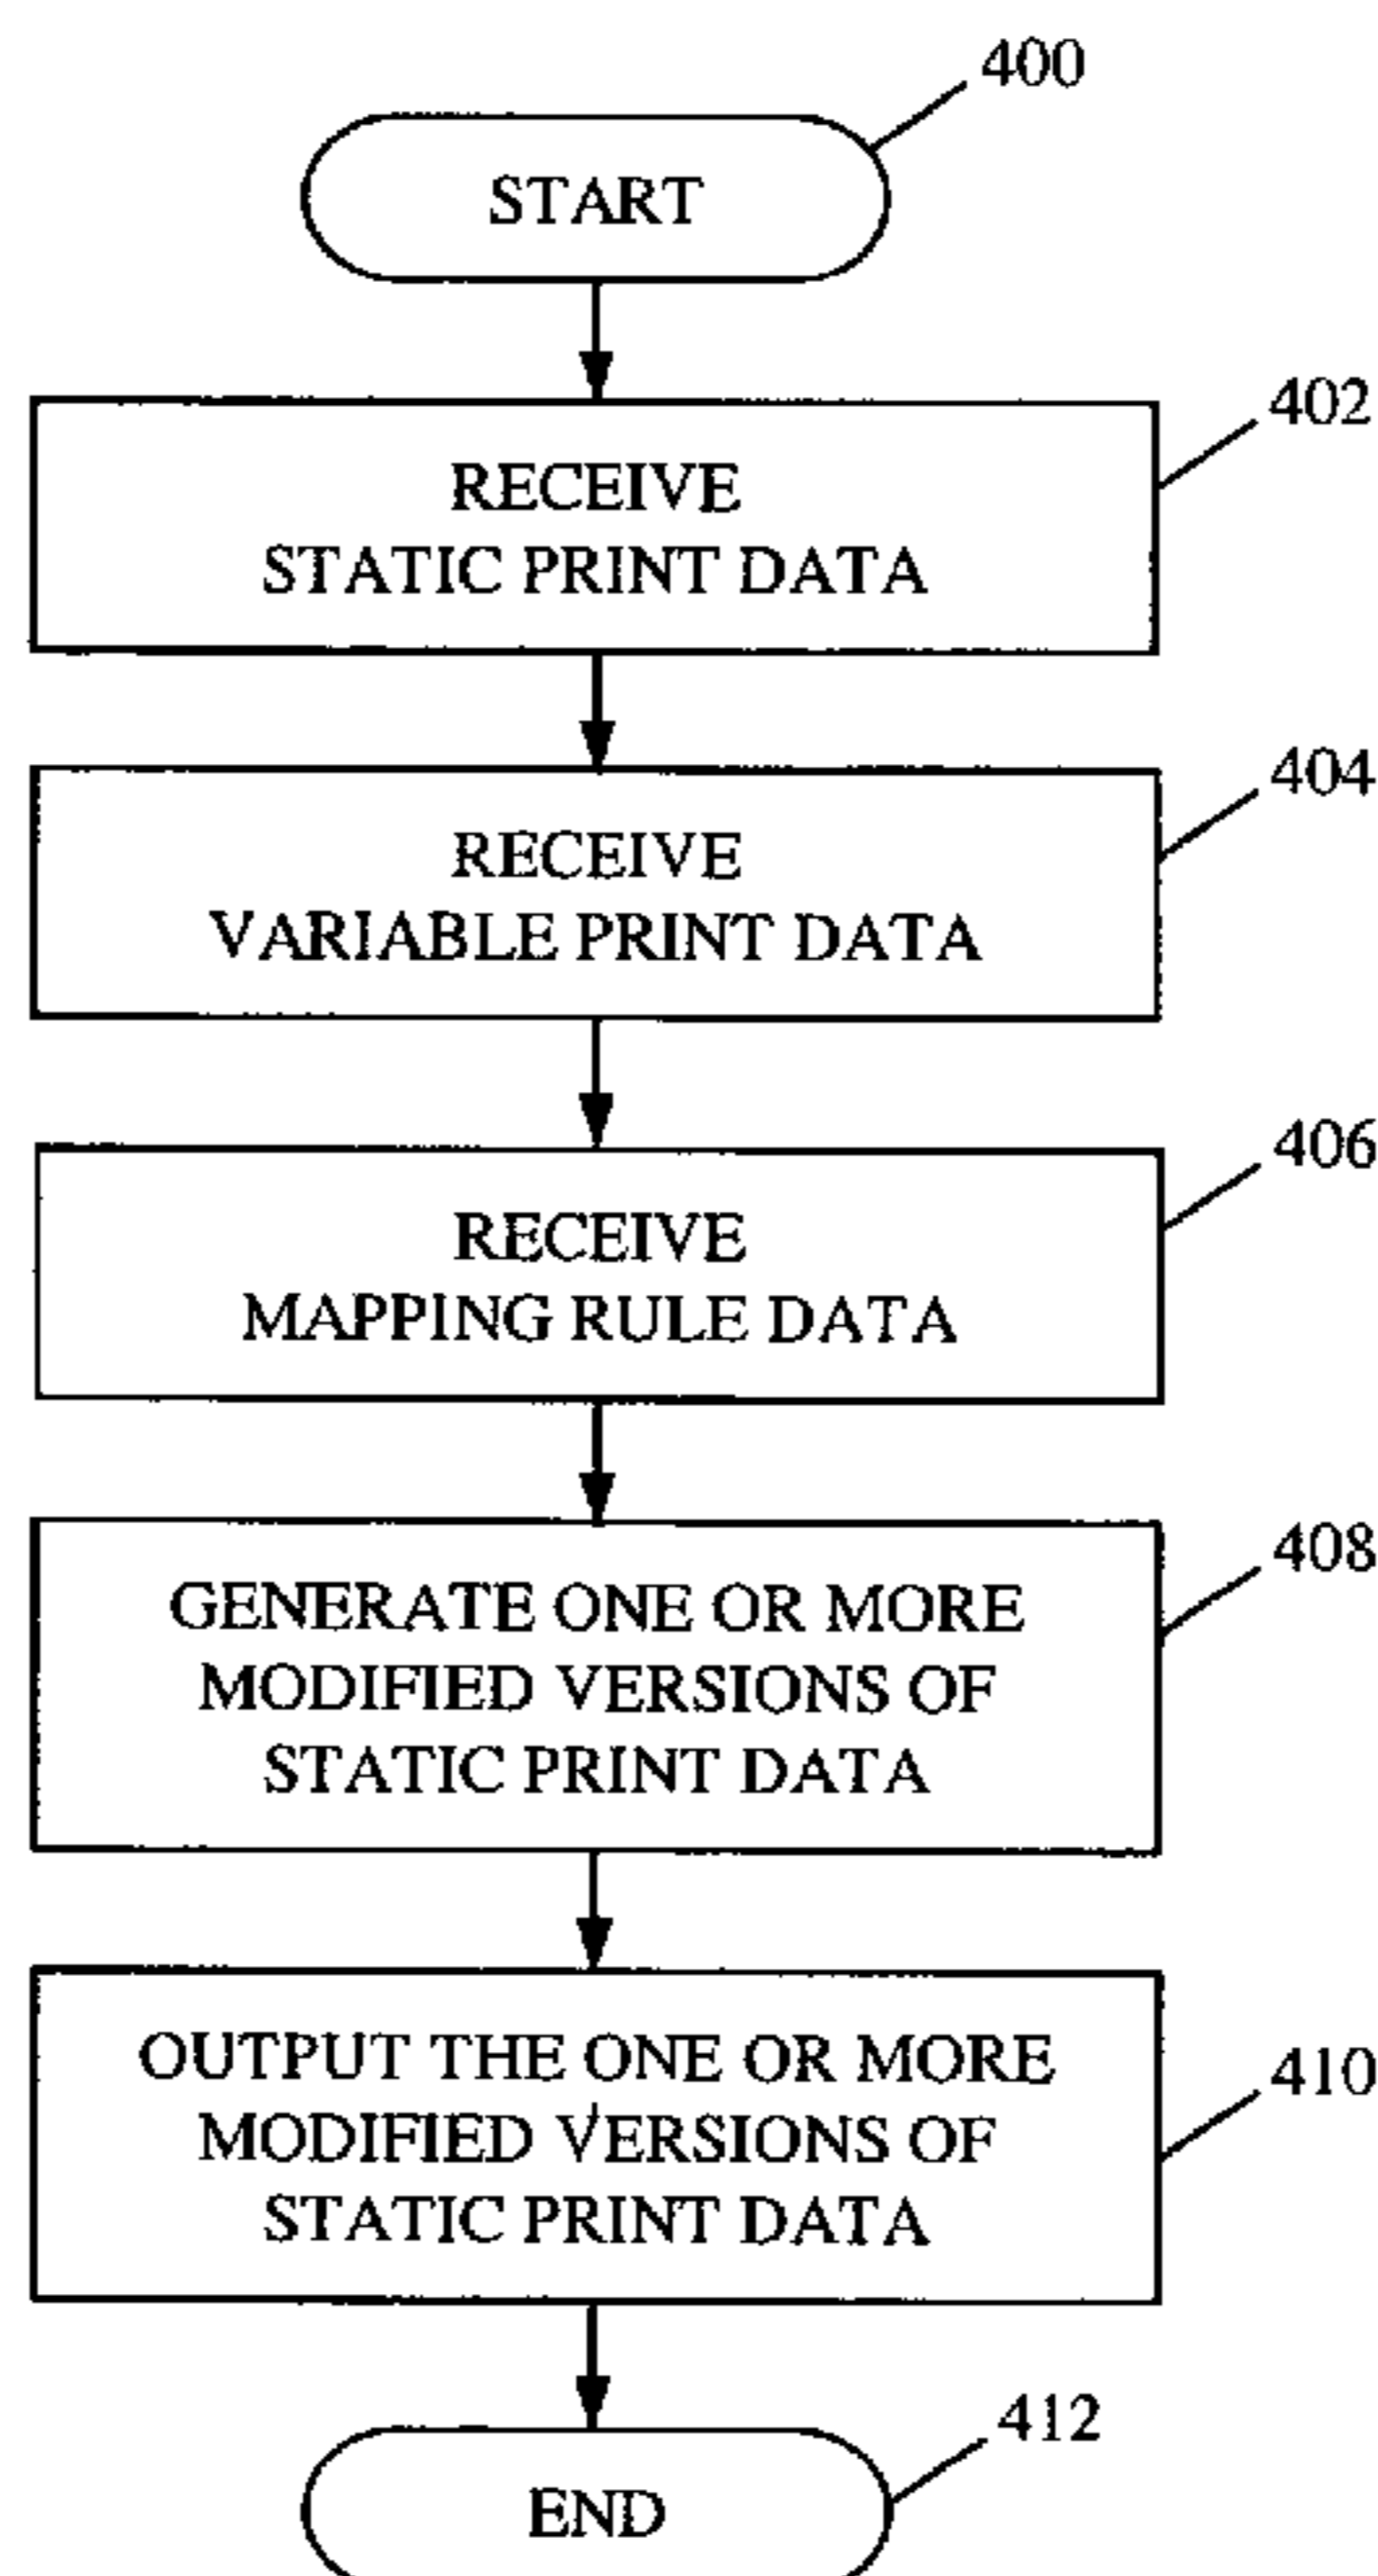 400
START
402
RECEIVE
STATIC PRINT DATA
404
RECEIVE
VARIABLE PRINT DATA
406
RECEIVE
MAPPING RULE DATA
408
GENERATE ONE OR MORE
MODIFIED VERSIONS OF
STATIC PRINT DATA
410
OUTPUT THE ONE OR MORE
MODIFIED VERSIONS OF
STATIC PRINT DATA
412
END